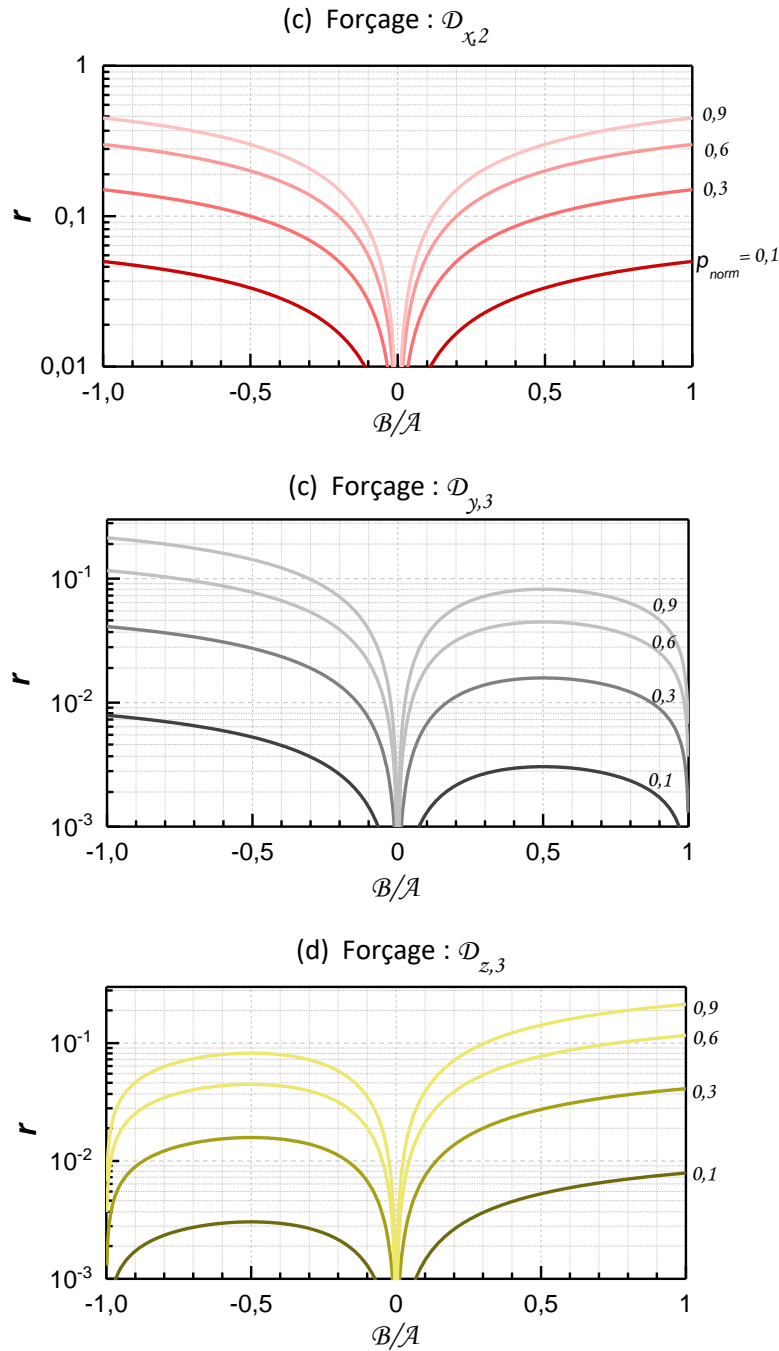 (c) Forçage : 𝒟x,2
1
0,9
0,6
0,3
0,1
r
pnorm = 0,1
0,01
-1,0 -0,5 0 0,5 1
ℬ/𝒜
(c) Forçage : 𝒟y,3
10-1
0,9
0,6
r
10-2
0,3
0,1
10-3
-1,0 -0,5 0 0,5 1
ℬ/𝒜
(d) Forçage : 𝒟z,3
0,9
10-1
0,6
0,3
r
10-2
0,1
10-3
-1,0 -0,5 0 0,5 1
ℬ/𝒜